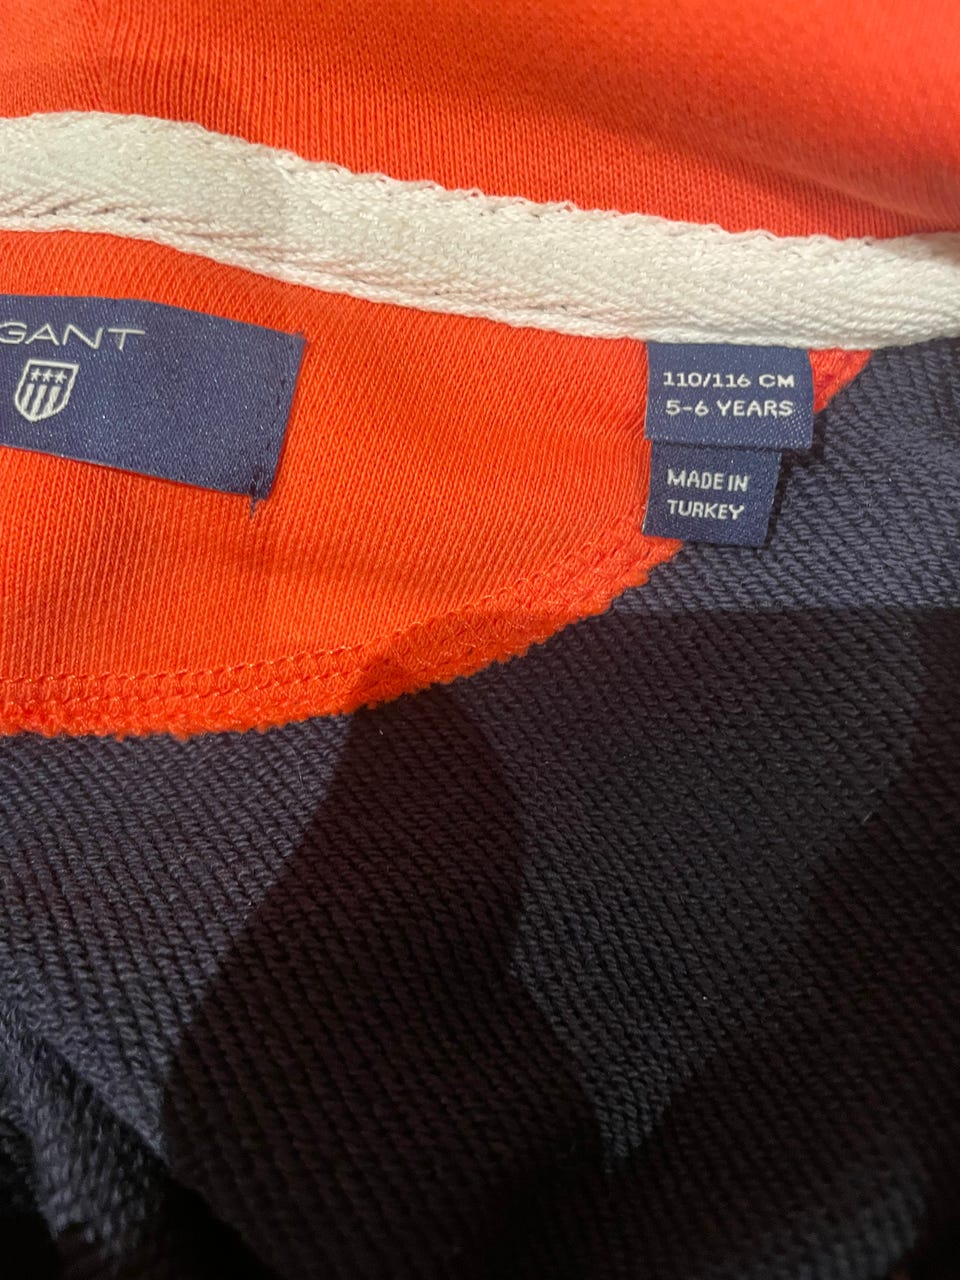 GANT
110/116 CM
5-6 YEARS
MADE IN
TURKEY